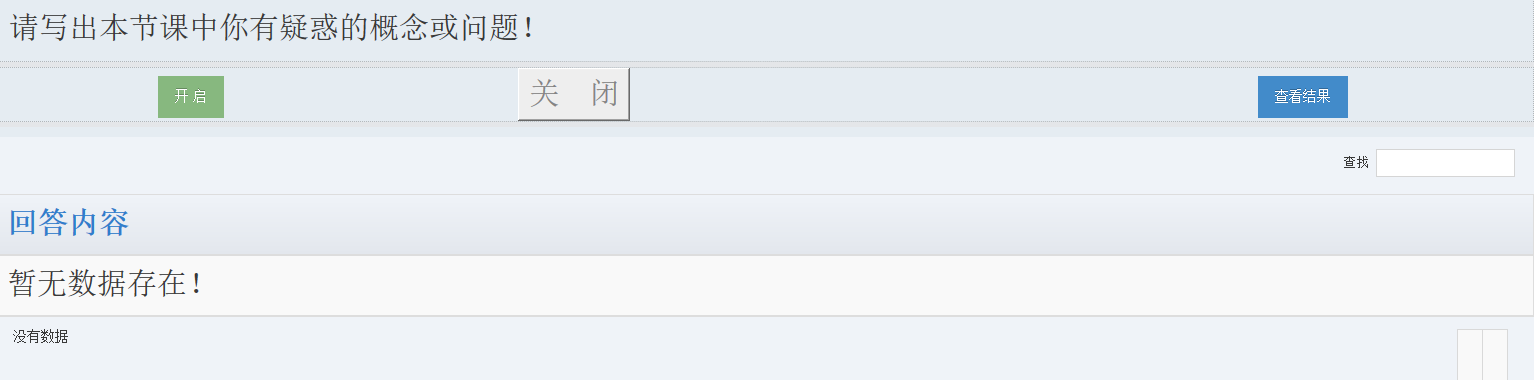 请写出本节课中你有疑惑的概念或问题！
开 启
关 闭
查看结果
查找
回答内容
暂无数据存在！
没有数据